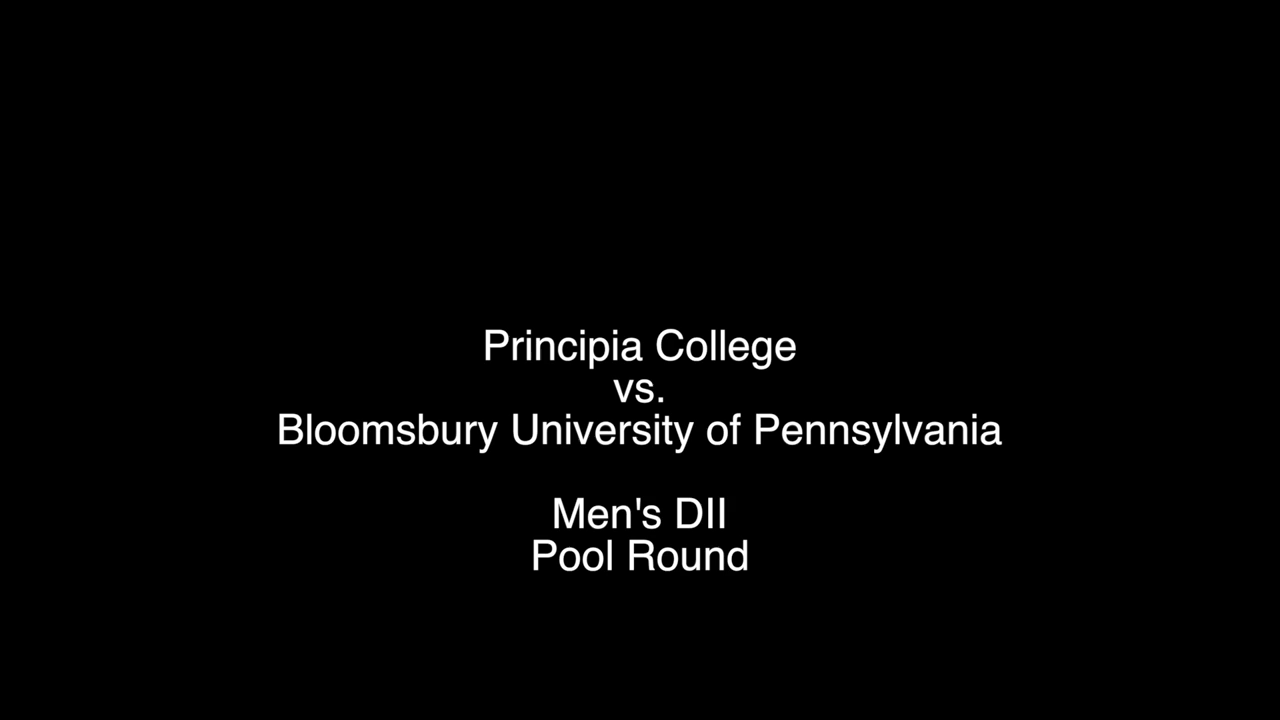 Principia College
vs.
Bloomsbury University of Pennsylvania
Men's DII
Pool Round